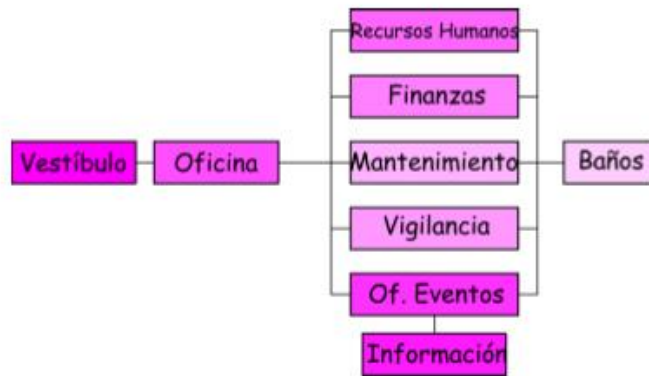 Recursos Humanos
Finanzas
Vestíbulo
Oficina
Mantenimiento
Baños
Vigilancia
Of. Eventos
Información